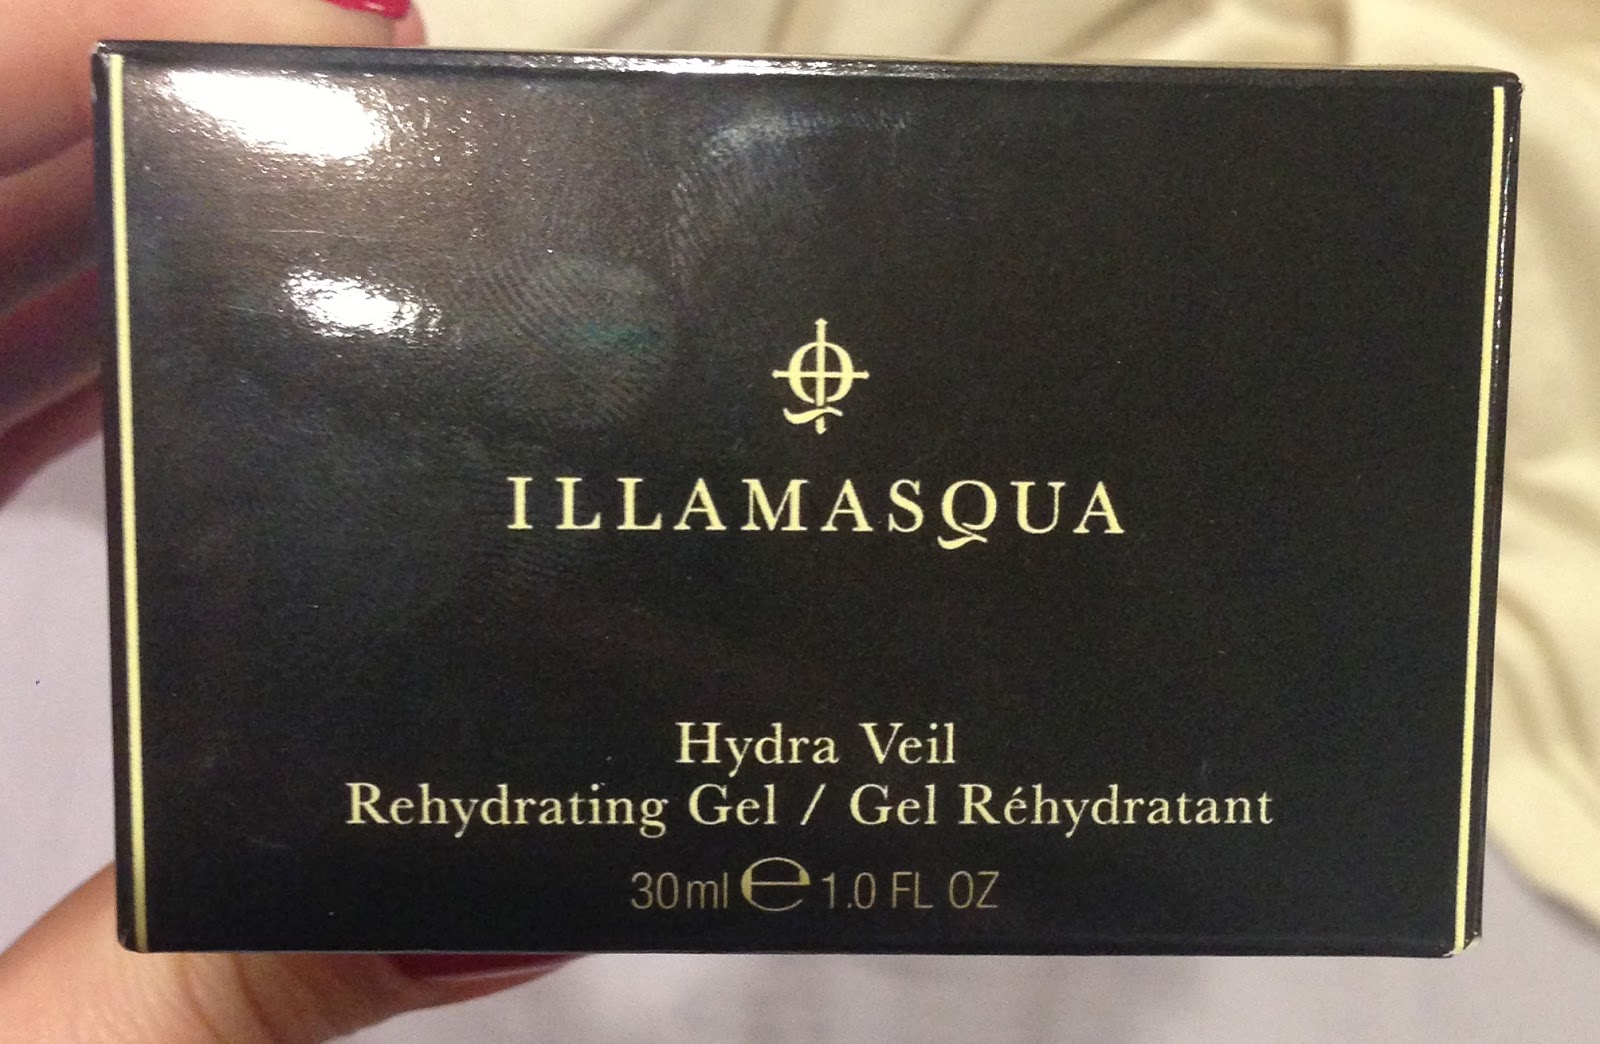 ILLAMASQUA
Hydra Veil
Rehydrating Gel / Gel Réhydratant
30ml ℮ 1.0 FL OZ